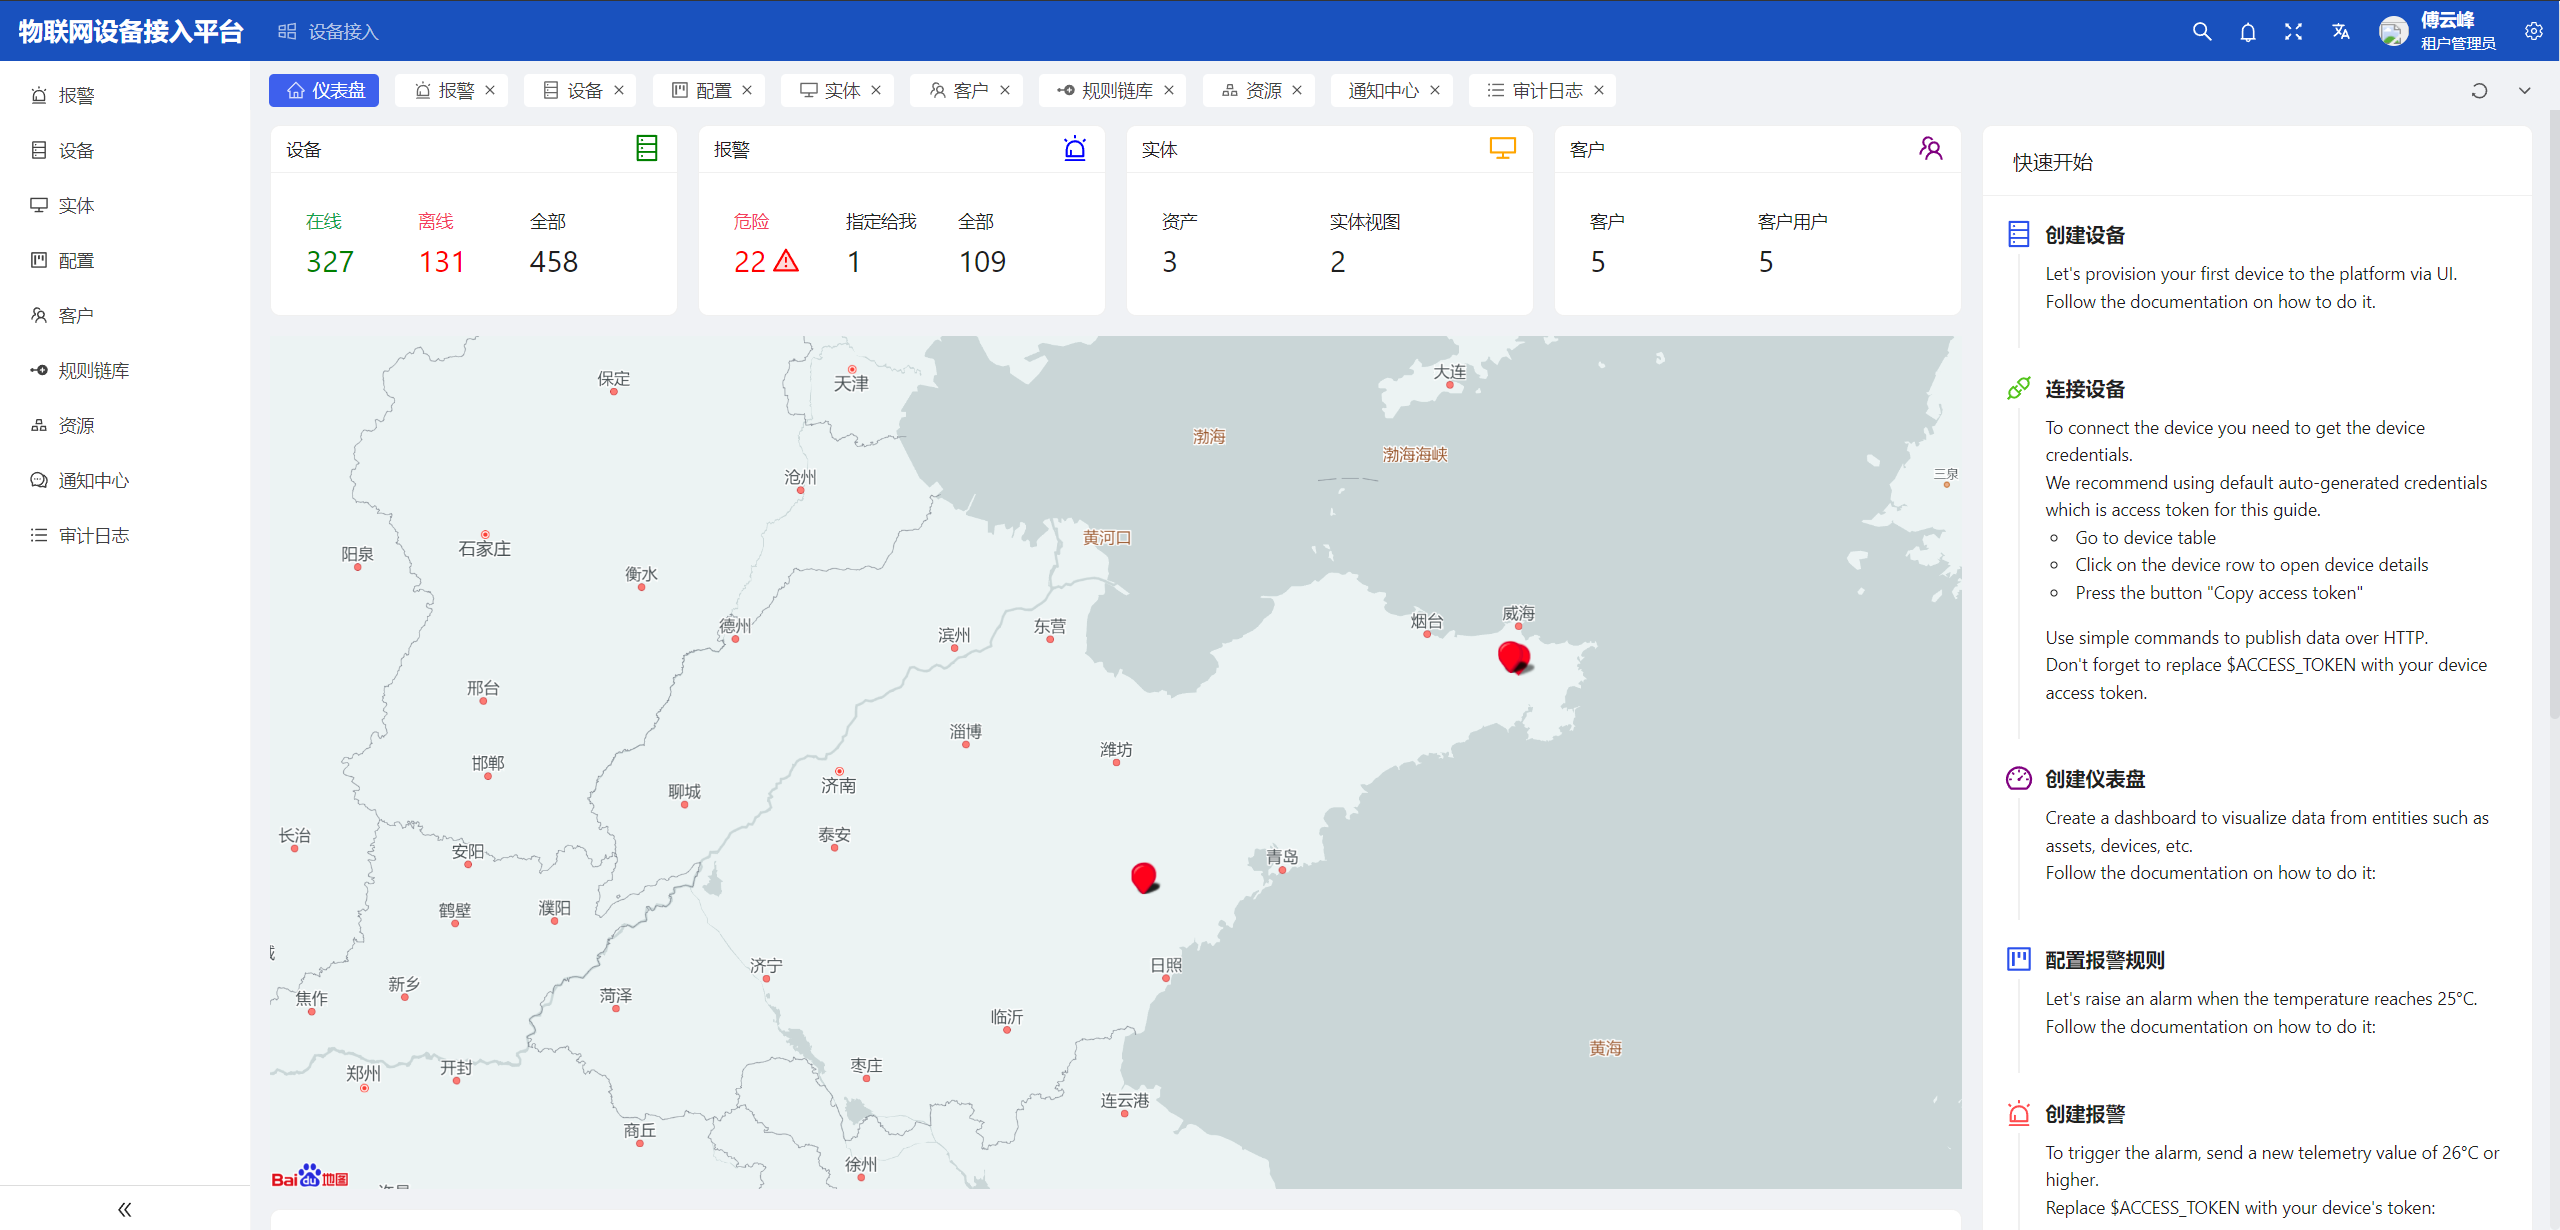 物联网设备接入平台
设备接入
傅云峰
租户管理员
报警
设备
实体
配置
客户
规则链库
资源
通知中心
审计日志
仪表盘
报警
设备
配置
实体
客户
规则链库
资源
通知中心
审计日志
设备
在线
327
离线
131
全部
458
报警
危险
22
指定给我
1
全部
109
实体
资产
3
实体视图
2
客户
客户
5
客户用户
5
保定
天津
大连
渤海
渤海海峡
三泉
沧州
黄河口
石家庄
阳泉
衡水
德州
滨州
东营
烟台
威海
邢台
淄博
潍坊
邯郸
济南
聊城
长治
泰安
安阳
青岛
鹤壁
濮阳
济宁
日照
新乡
焦作
菏泽
临沂
黄海
郑州
开封
枣庄
连云港
商丘
徐州
Bai du 地图
快速开始
创建设备
Let's provision your first device to the platform via UI.
Follow the documentation on how to do it.
连接设备
To connect the device you need to get the device
credentials.
We recommend using default auto-generated credentials
which is access token for this guide.
Go to device table
Click on the device row to open device details
Press the button "Copy access token"
Use simple commands to publish data over HTTP.
Don't forget to replace $ACCESS_TOKEN with your device
access token.
创建仪表盘
Create a dashboard to visualize data from entities such as
assets, devices, etc.
Follow the documentation on how to do it:
配置报警规则
Let's raise an alarm when the temperature reaches 25°C.
Follow the documentation on how to do it:
创建报警
To trigger the alarm, send a new telemetry value of 26°C or
higher.
Replace $ACCESS_TOKEN with your device's token: